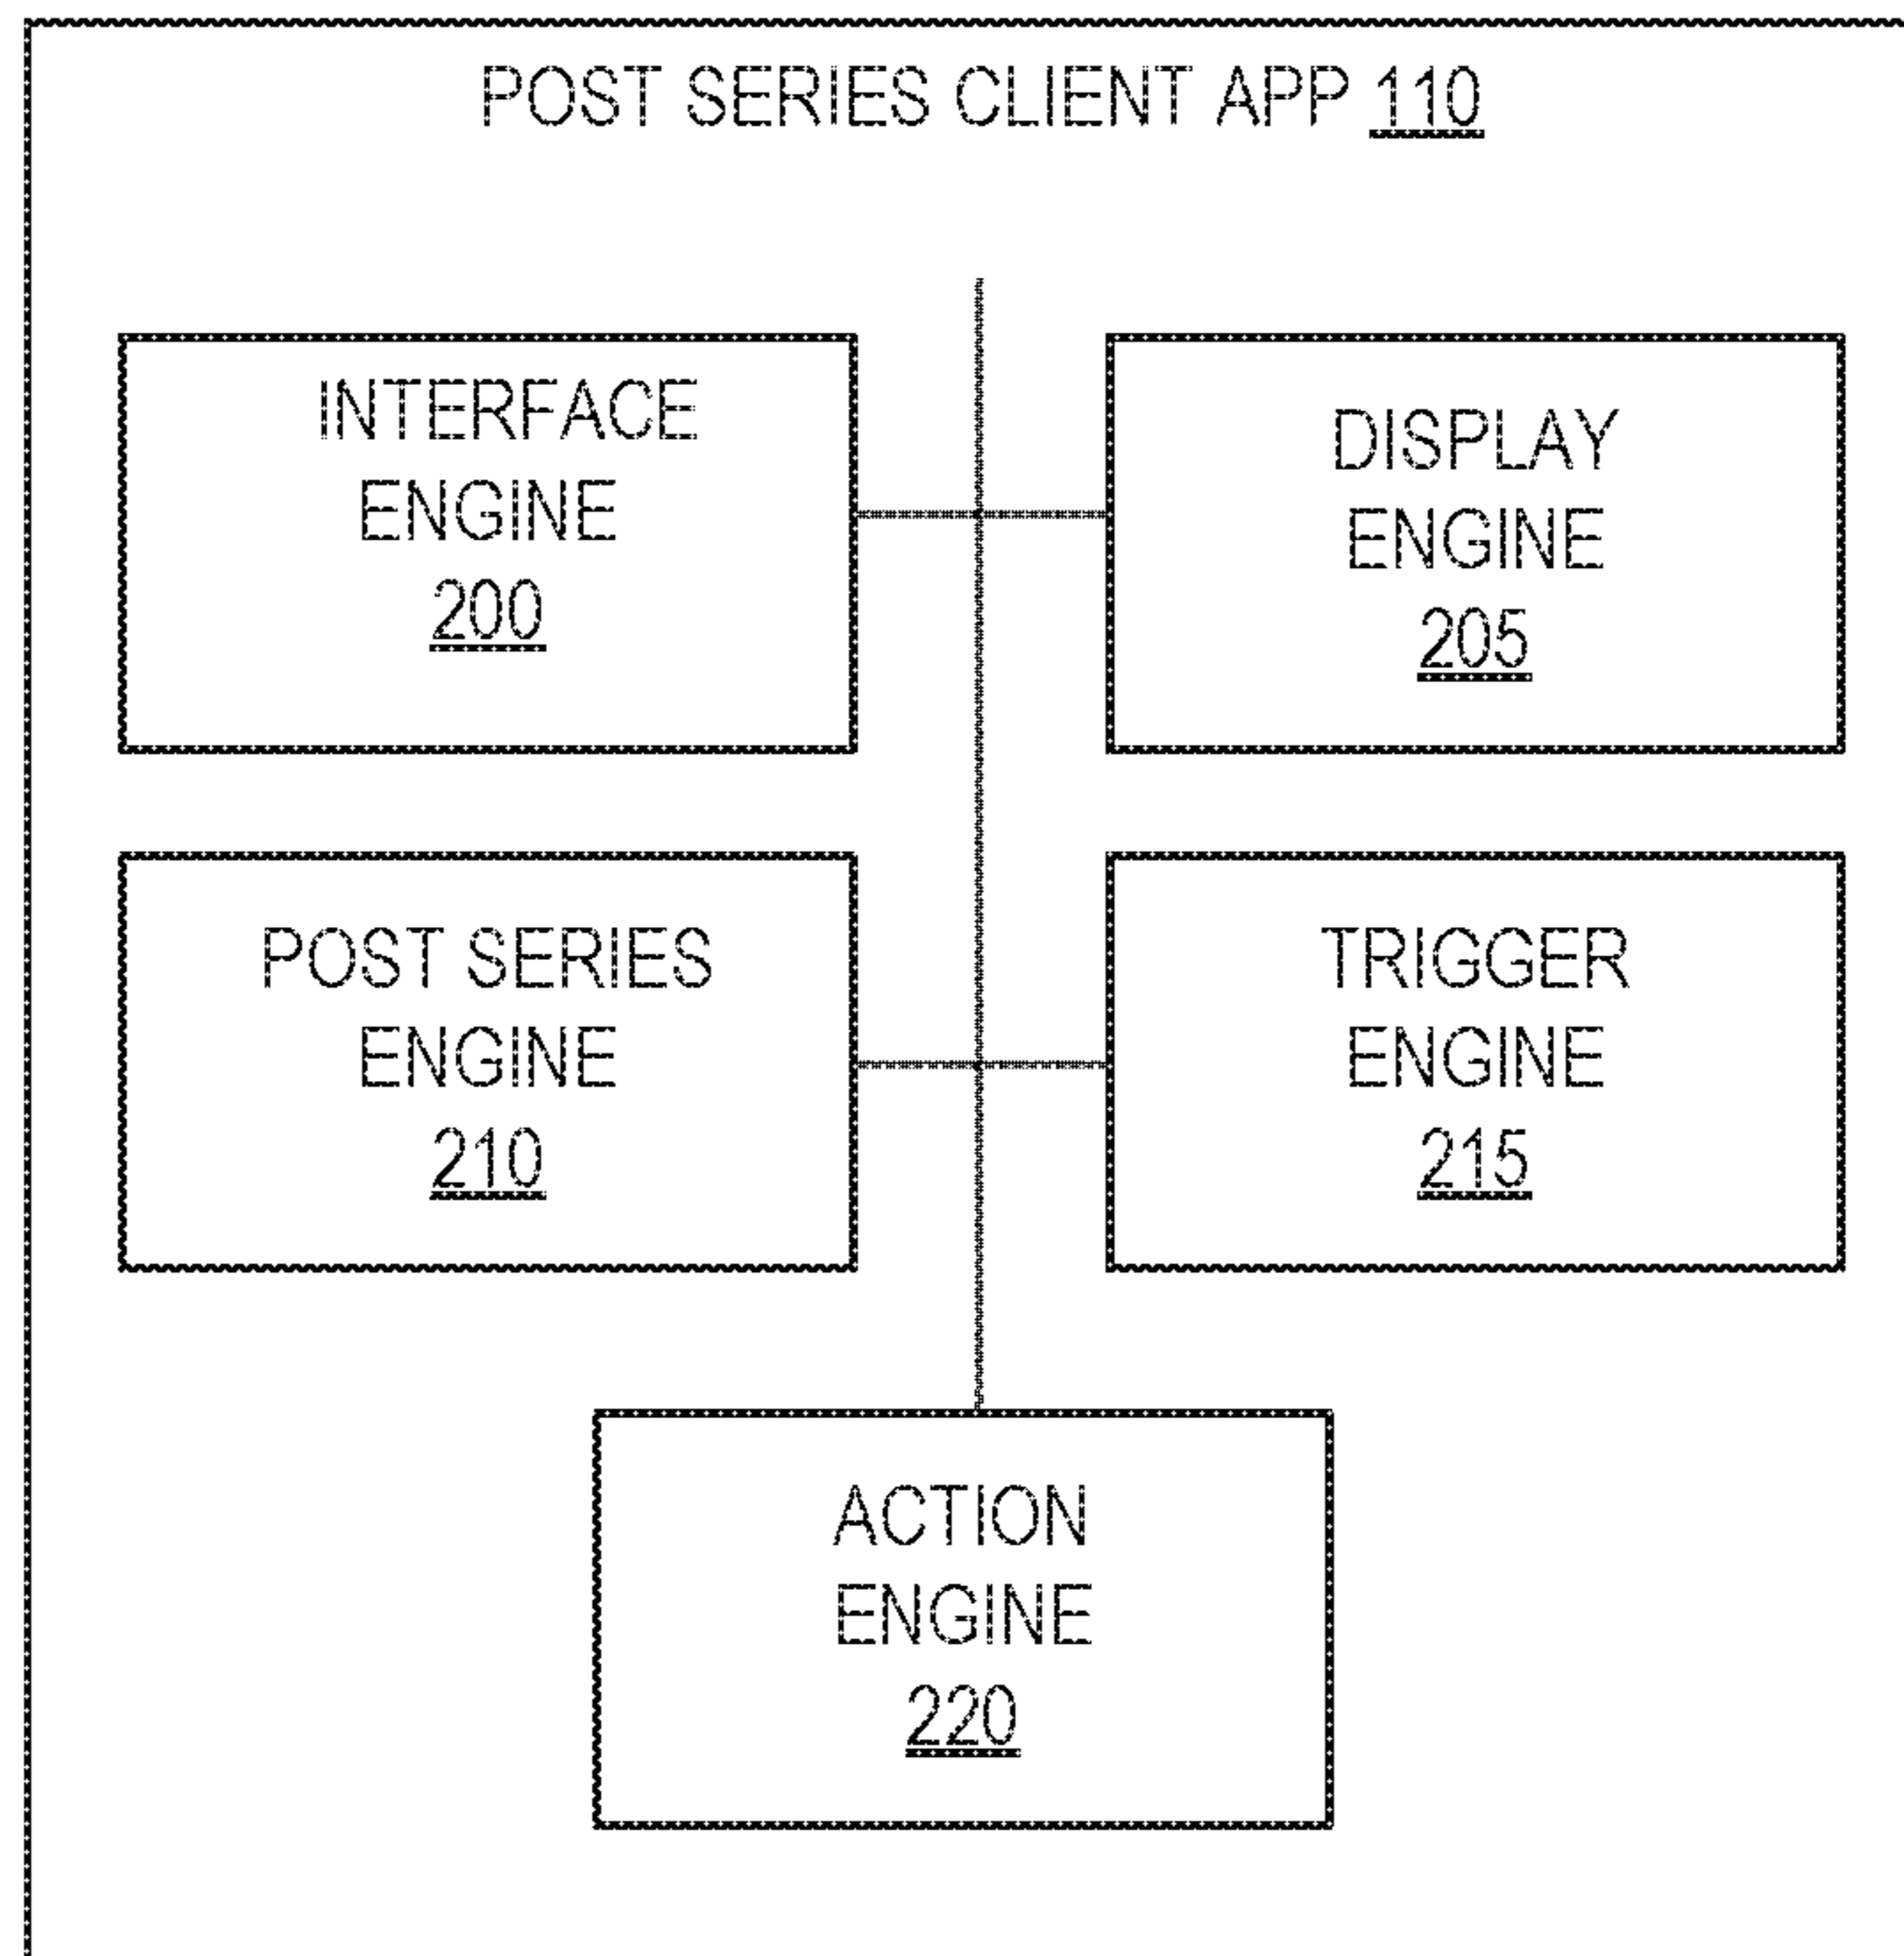 POST SERIES CLIENT APP 110
INTERFACE
ENGINE
200
DISPLAY
ENGINE
205
POST SERIES
ENGINE
210
TRIGGER
ENGINE
215
ACTION
ENGINE
220